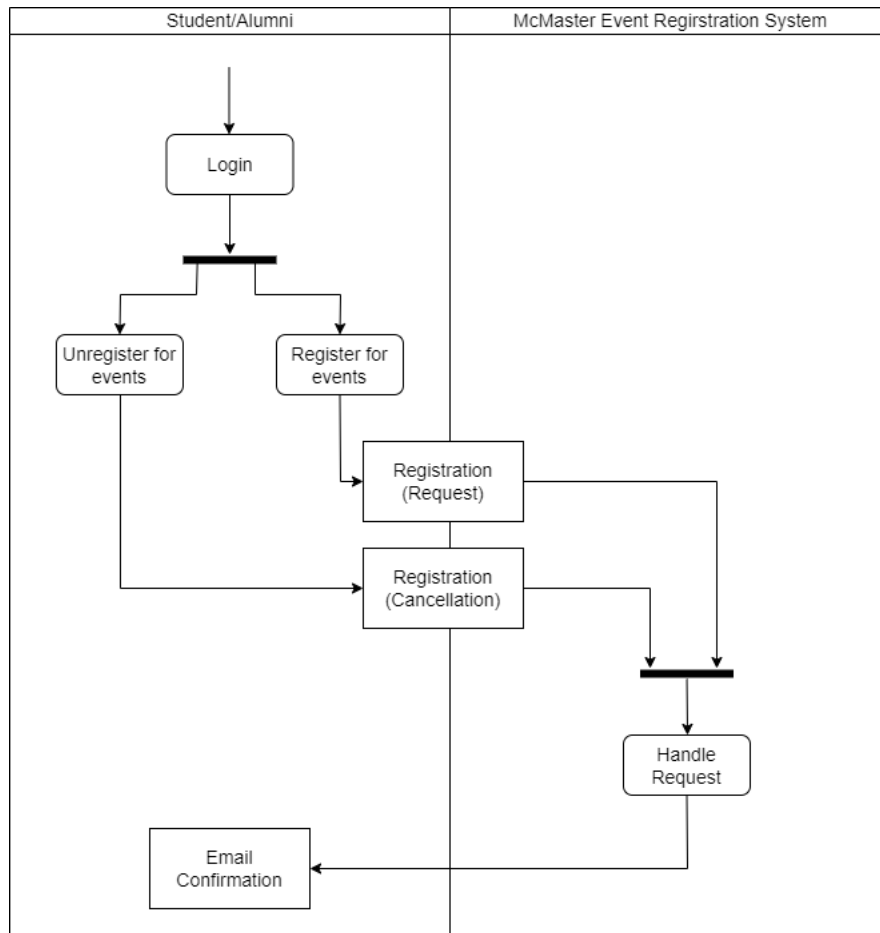 Student/Alumni
McMaster Event Regirstration System
Login
Unregister for
events
Register for
events
Registration
(Request)
Registration
(Cancellation)
Handle
Request
Email
Confirmation